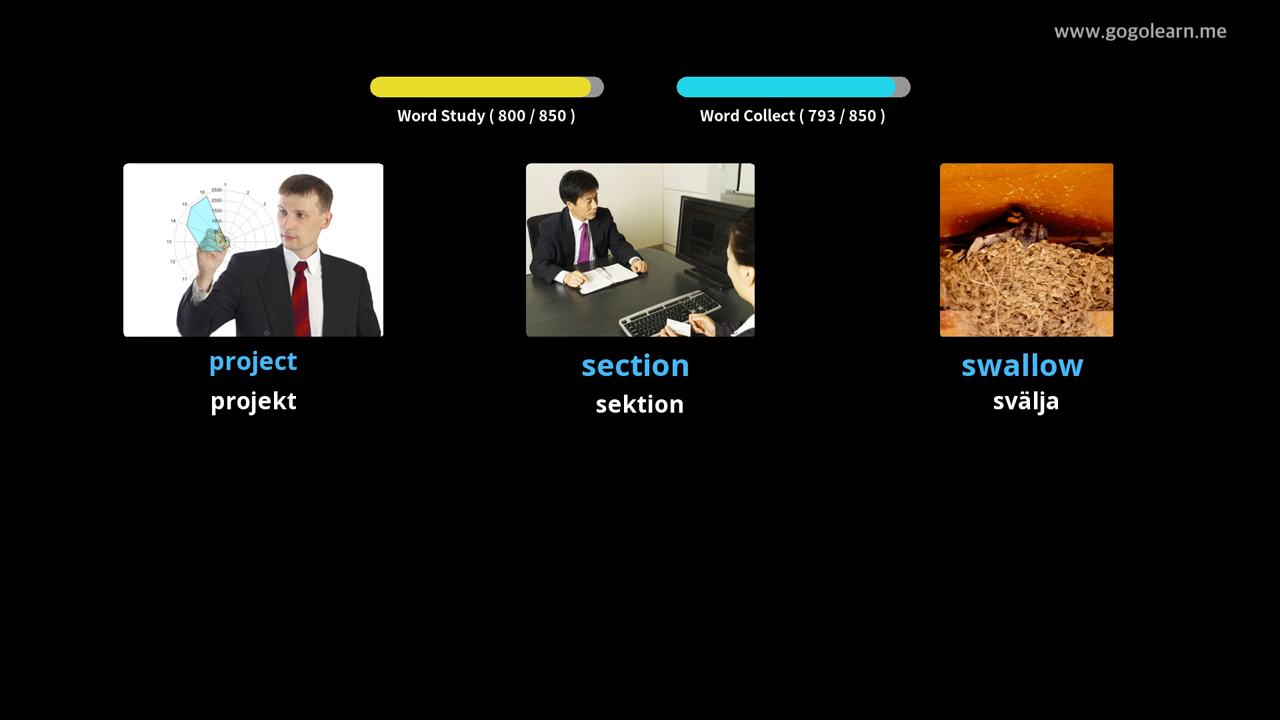 www.gogolearn.me
Word Study ( 800 / 850 )
Word Collect ( 793 / 850 )
project
projekt
section
sektion
swallow
svälja